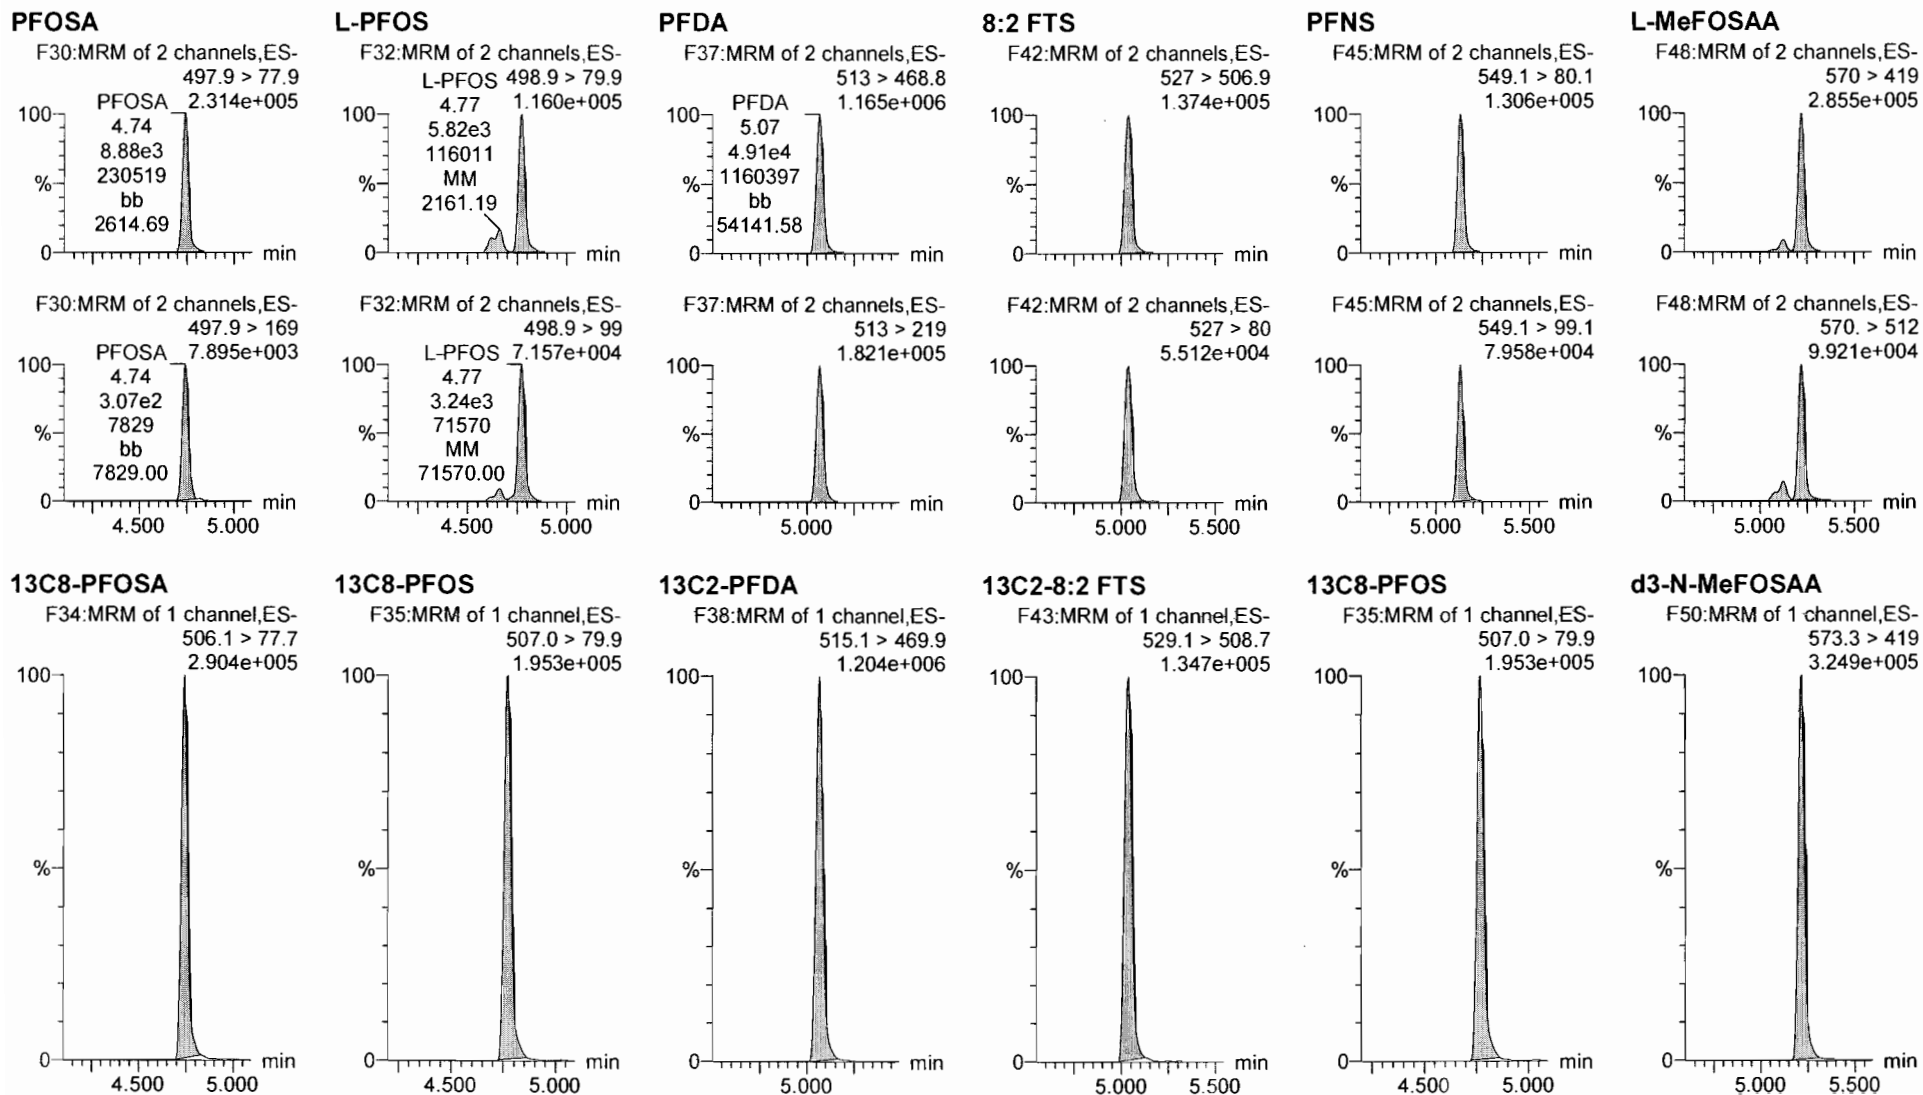 PFOSA
F30:MRM of 2 channels,ES-
497.9 > 77.9
2.314e+005
PFOSA
4.74
8.88e3
230519
bb
2614.69
100
%
0
min
L-PFOS
F32:MRM of 2 channels,ES-
498.9 > 79.9
1.160e+005
L-PFOS
4.77
5.82e3
116011
MM
2161.19
100
%
0
min
PFDA
F37:MRM of 2 channels,ES-
513 > 468.8
1.165e+006
PFDA
5.07
4.91e4
1160397
bb
54141.58
100
%
0
min
8:2 FTS
F42:MRM of 2 channels,ES-
527 > 506.9
1.374e+005
100
%
0
min
PFNS
F45:MRM of 2 channels,ES-
549.1 > 80.1
1.306e+005
100
%
0
min
L-MeFOSAA
F48:MRM of 2 channels,ES-
570 > 419
2.855e+005
100
%
0
min
F30:MRM of 2 channels,ES-
497.9 > 169
7.895e+003
PFOSA
4.74
3.07e2
7829
bb
7829.00
100
%
0
min
4.500 5.000
F32:MRM of 2 channels,ES-
498.9 > 99
7.157e+004
L-PFOS
4.77
3.24e3
71570
MM
71570.00
100
%
0
min
4.500 5.000
F37:MRM of 2 channels,ES-
513 > 219
1.821e+005
100
%
0
min
5.000
F42:MRM of 2 channels,ES-
527 > 80
5.512e+004
100
%
0
min
5.000 5.500
F45:MRM of 2 channels,ES-
549.1 > 99.1
7.958e+004
100
%
0
min
5.000 5.500
F48:MRM of 2 channels,ES-
570. > 512
9.921e+004
100
%
0
min
5.000 5.500
13C8-PFOSA
F34:MRM of 1 channel,ES-
506.1 > 77.7
2.904e+005
100
%
0
min
4.500 5.000
13C8-PFOS
F35:MRM of 1 channel,ES-
507.0 > 79.9
1.953e+005
100
%
0
min
4.500 5.000
13C2-PFDA
F38:MRM of 1 channel,ES-
515.1 > 469.9
1.204e+006
100
%
0
min
5.000
13C2-8:2 FTS
F43:MRM of 1 channel,ES-
529.1 > 508.7
1.347e+005
100
%
0
min
5.000 5.500
13C8-PFOS
F35:MRM of 1 channel,ES-
507.0 > 79.9
1.953e+005
100
%
0
min
4.500 5.000
d3-N-MeFOSAA
F50:MRM of 1 channel,ES-
573.3 > 419
3.249e+005
100
%
0
min
5.000 5.500